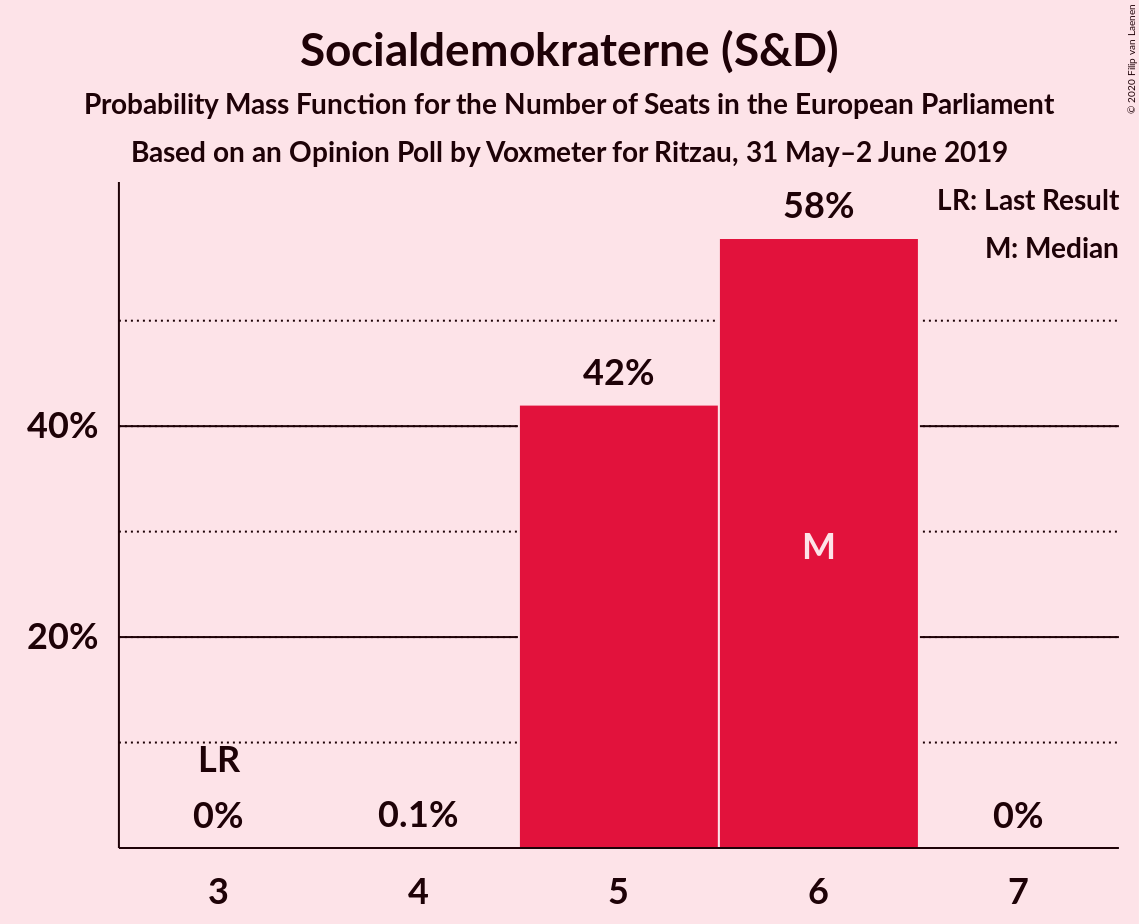 Socialdemokraterne (S&D)
Probability Mass Function for the Number of Seats in the European Parliament
Based on an Opinion Poll by Voxmeter for Ritzau, 31 May–2 June 2019
© 2020 Filip van Laenen
LR: Last Result
M: Median
58%
42%
40%
M
20%
LR
0%
0.1%
0%
3
4
5
6
7